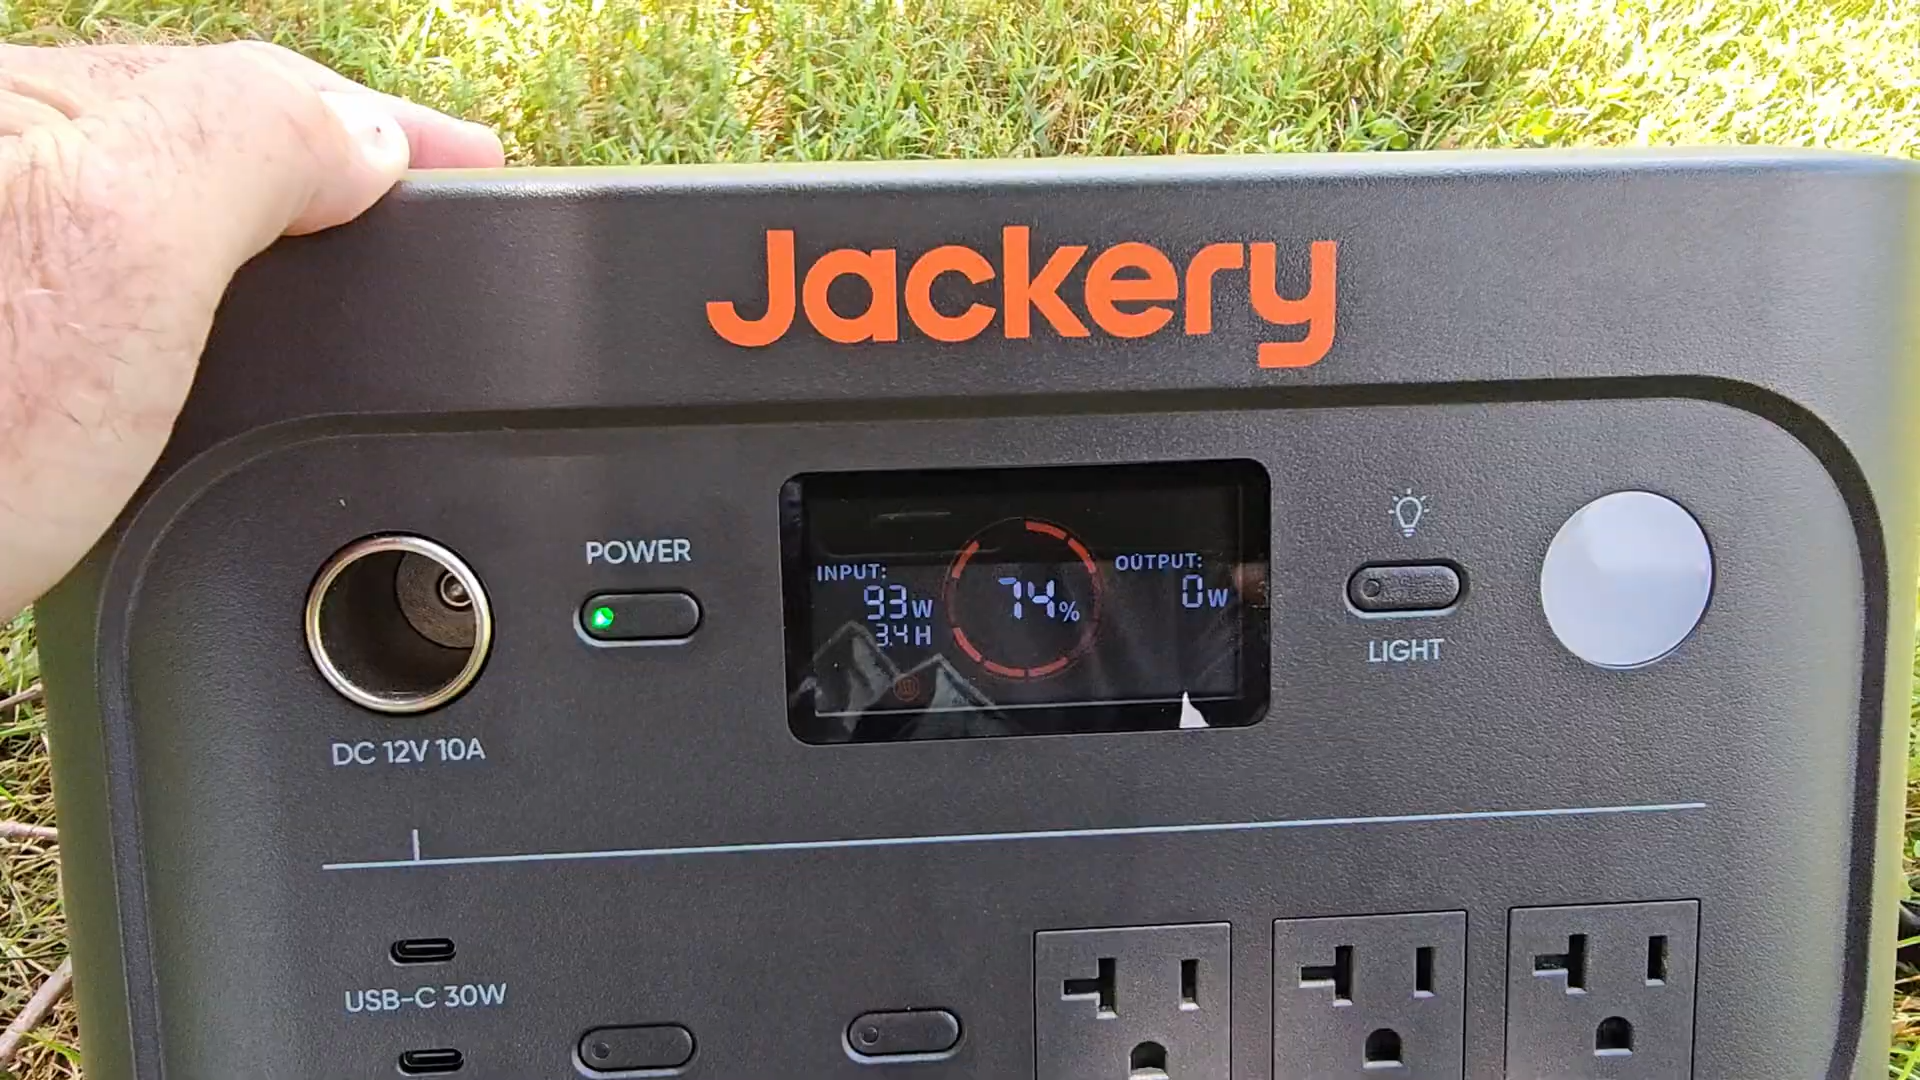 Jackery
POWER
INPUT:
93W
3.4H
74%
OUTPUT:
0W
LIGHT
DC 12V 10A
USB-C 30W